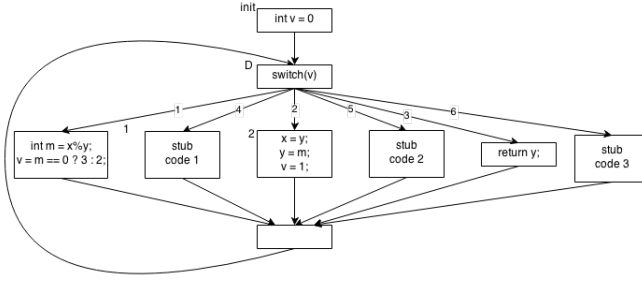 init
int v = 0
D
switch(v)
1
4
2
5
3
6
1
int m = x%y;
v = m == 0 ? 3 : 2;
stub
code 1
2
x = y;
y = m;
v = 1;
stub
code 2
return y;
stub
code 3